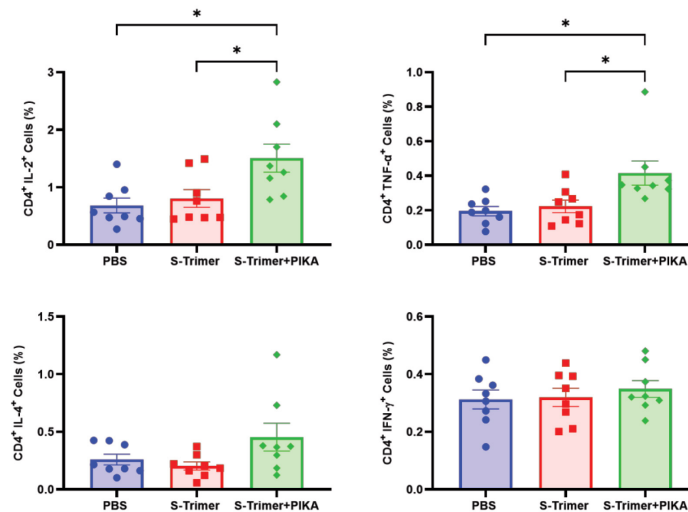 *
*
CD4⁺ IL-2⁺ Cells (%)
3
2
1
0
PBS
S-Trimer
S-Trimer+PIKA
*
*
CD4⁺ TNF-α⁺ Cells (%)
1.0
0.8
0.6
0.4
0.2
0.0
PBS
S-Trimer
S-Trimer+PIKA
CD4⁺ IL-4⁺ Cells (%)
1.5
1.0
0.5
0.0
PBS
S-Trimer
S-Trimer+PIKA
CD4⁺ IFN-γ⁺ Cells (%)
0.6
0.4
0.2
0.0
PBS
S-Trimer
S-Trimer+PIKA